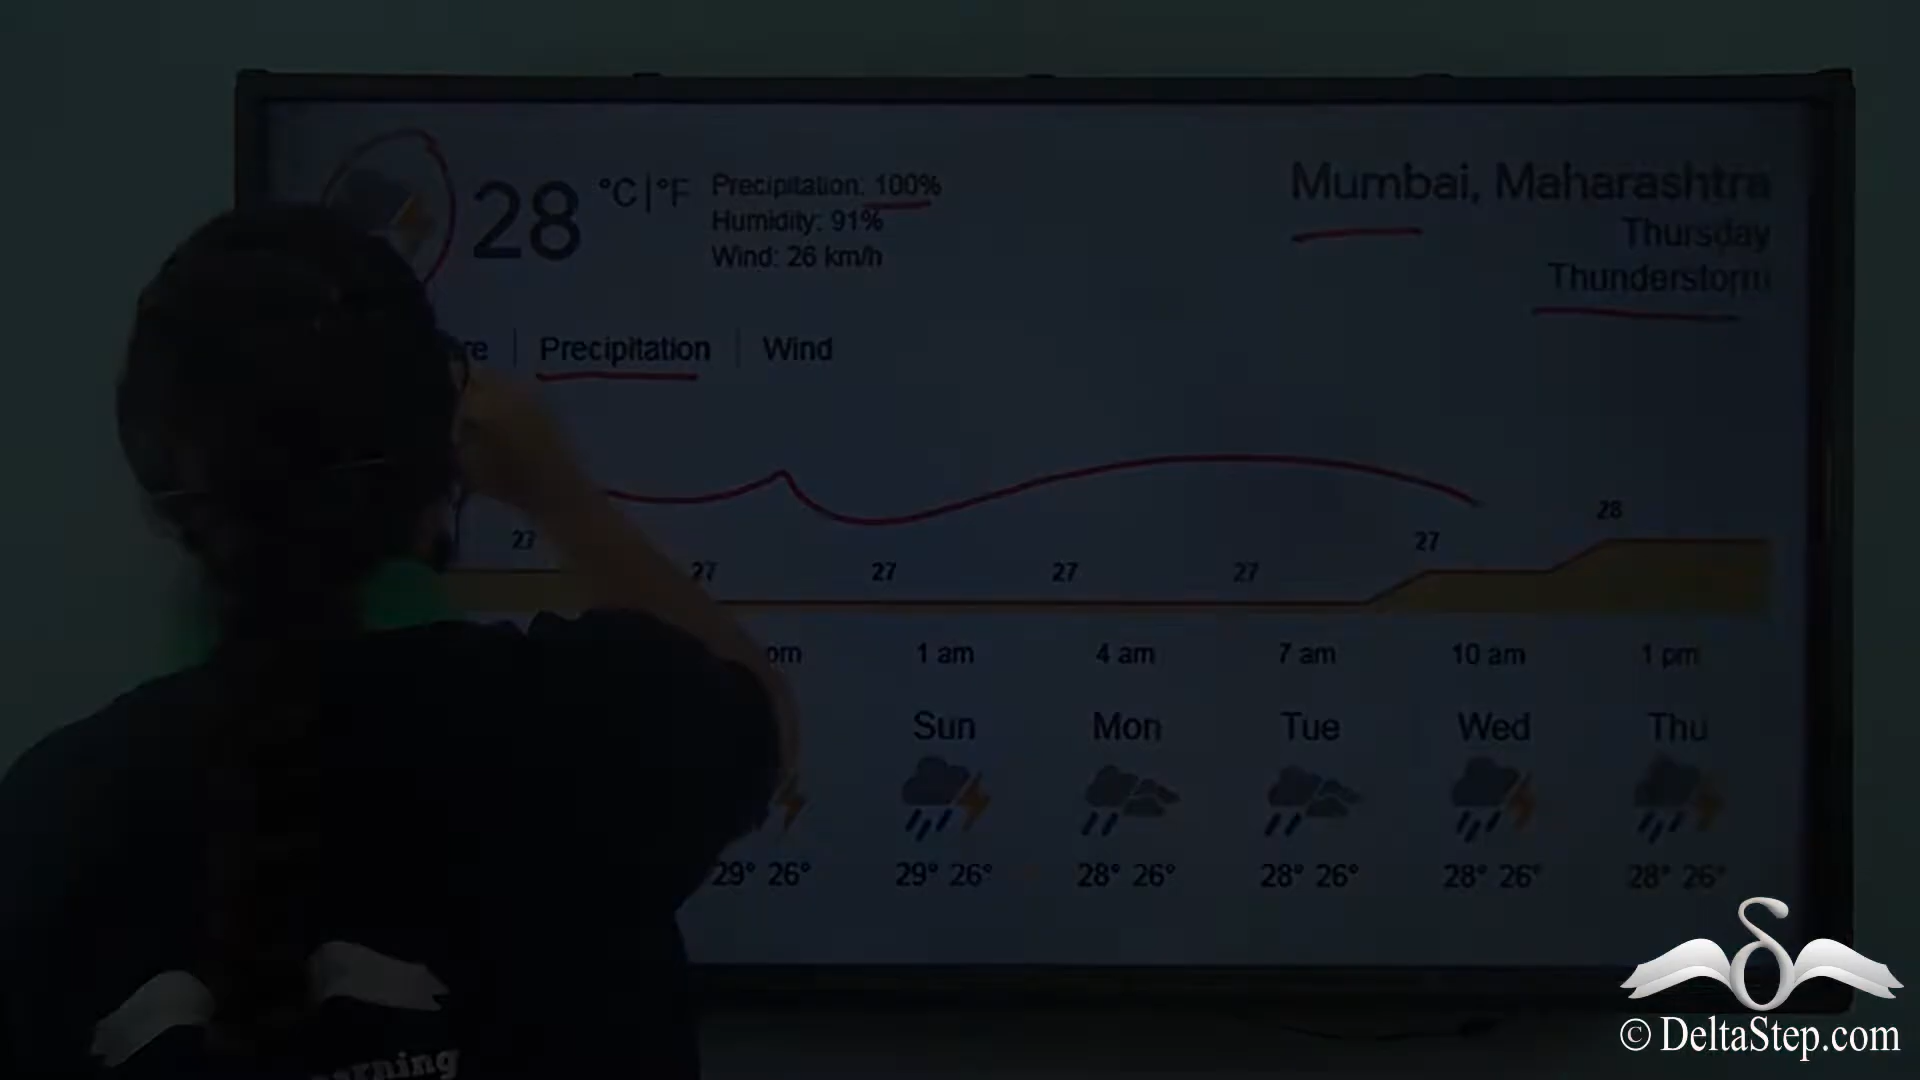 28 °C|°F
Precipitation: 100%
Humidity: 91%
Wind: 26 km/h
Mumbai, Maharashtra
Thursday
Thunderstorm
Precipitation | Wind
27 27 27 27 27 27 28
1 am 4 am 7 am 10 am 1 pm
Sun Mon Tue Wed Thu
29° 26° 29° 26° 28° 26° 28° 26° 28° 26° 28° 26°
© DeltaStep.com